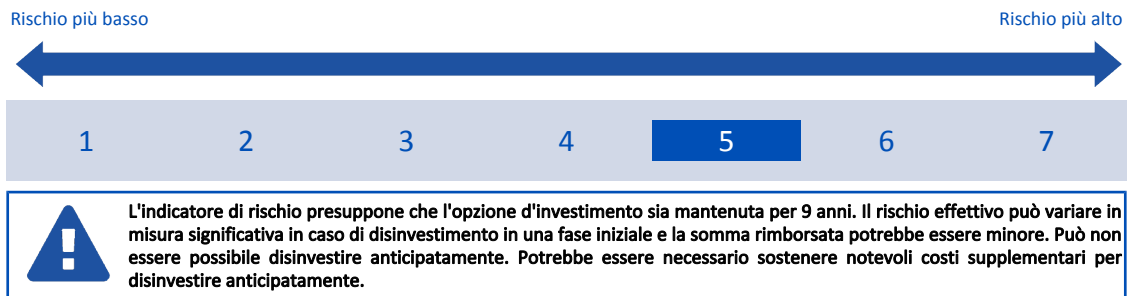 Rischio più basso Rischio più alto
1 2 3 4 5 6 7
L'indicatore di rischio presuppone che l'opzione d'investimento sia mantenuta per 9 anni. Il rischio effettivo può variare in
misura significativa in caso di disinvestimento in una fase iniziale e la somma rimborsata potrebbe essere minore. Può non
essere possibile disinvestire anticipatamente. Potrebbe essere necessario sostenere notevoli costi supplementari per
disinvestire anticipatamente.